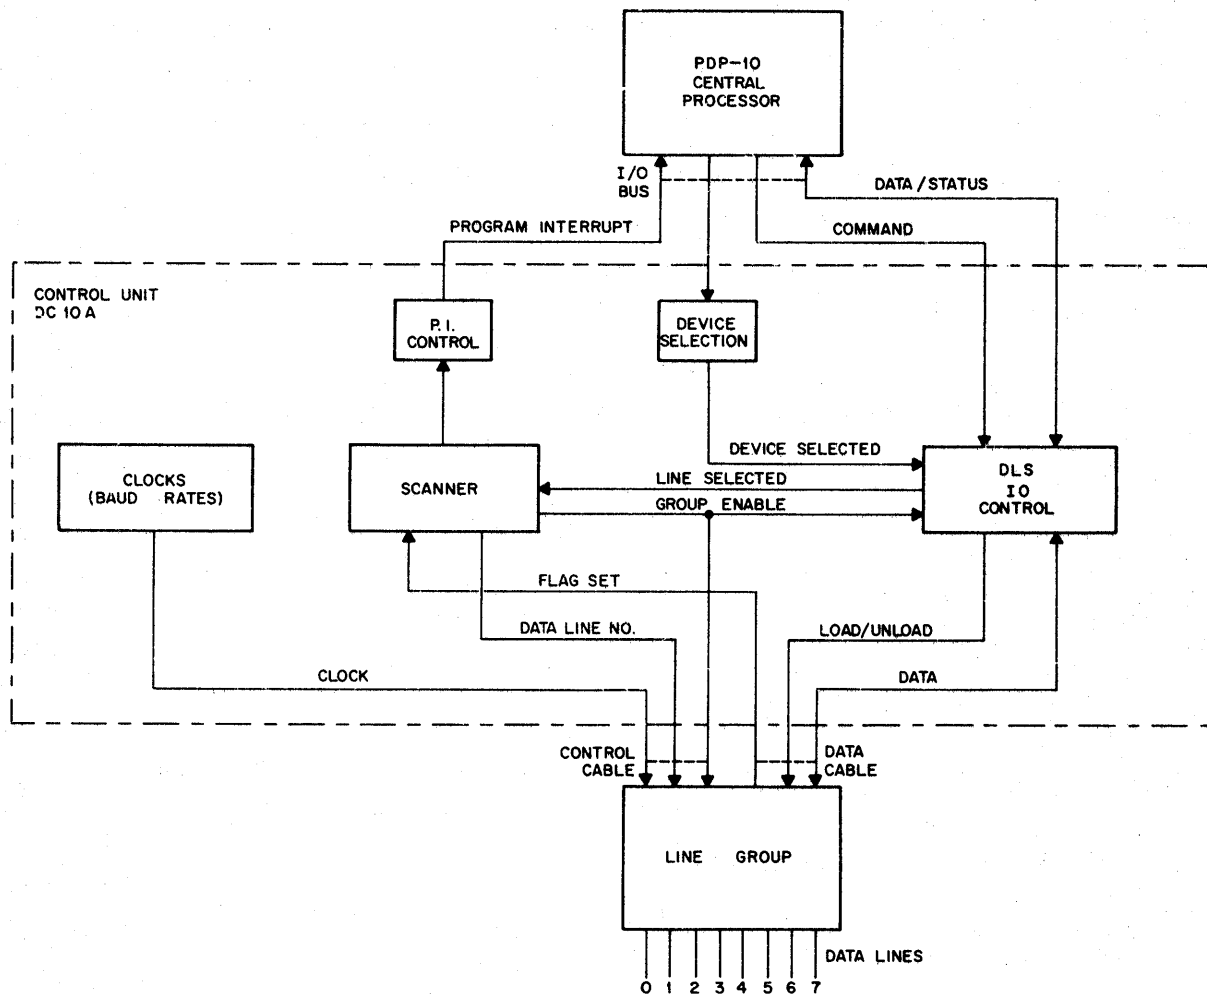 PDP-10
CENTRAL
PROCESSOR
I/O
BUS
DATA/STATUS
PROGRAM INTERRUPT
COMMAND
CONTROL UNIT
DC10A
P.I.
CONTROL
DEVICE
SELECTION
CLOCKS
(BAUD RATES)
SCANNER
DEVICE SELECTED
LINE SELECTED
GROUP ENABLE
DLS
IO
CONTROL
FLAG SET
DATA LINE NO.
LOAD/UNLOAD
CLOCK
DATA
CONTROL
CABLE
DATA
CABLE
LINE GROUP
DATA LINES
0 1 2 3 4 5 6 7